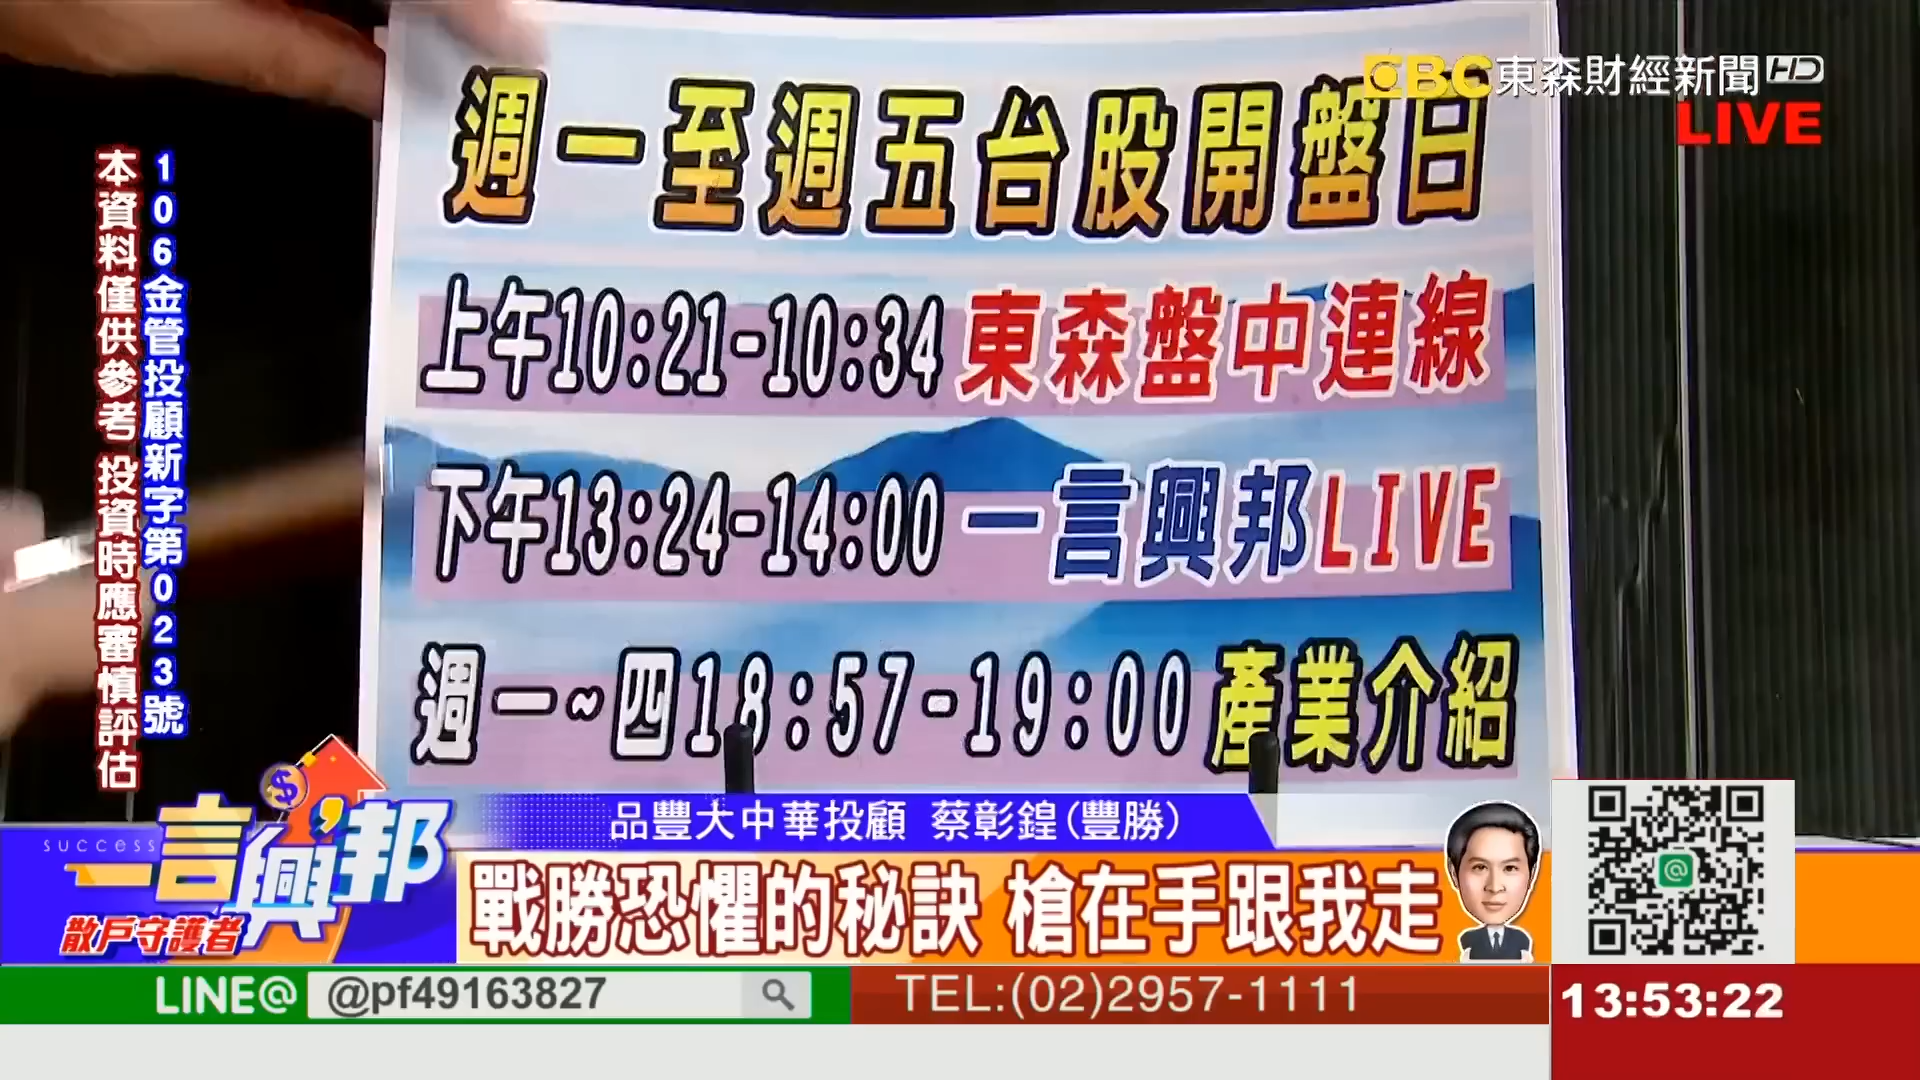 EBC東森財經新聞HD
LIVE
週一至週五台股開盤日
上午10:21-10:34東森盤中連線
下午13:24-14:00一言興邦LIVE
週一~四18:57-19:00產業介紹
106金管投顧新字第023號
本資料僅供參考 投資時應審慎評估
success
一言興邦
散戶守護者
品豐大中華投顧 蔡彰鍠(豐勝)
戰勝恐懼的秘訣 槍在手跟我走
LINE@ @pf49163827
TEL:(02)2957-1111
13:53:22